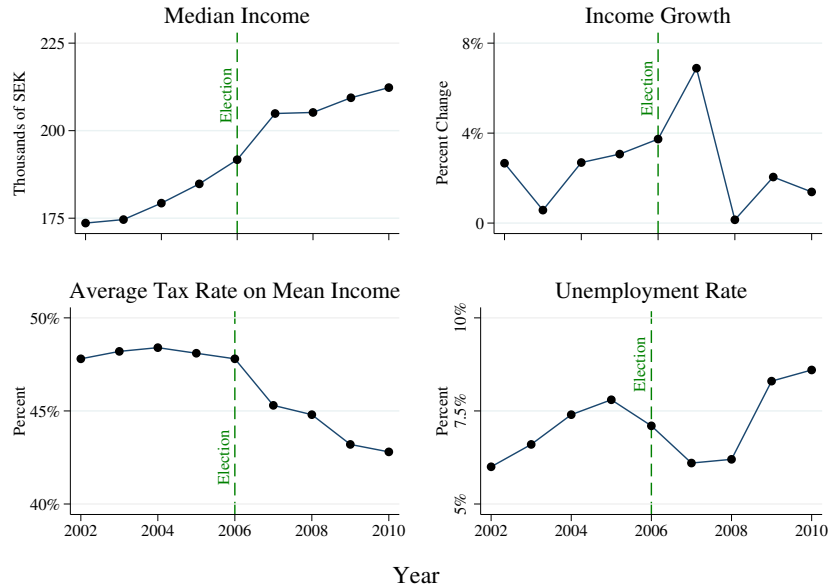 Median Income
225
200
175
Thousands of SEK
Election
Income Growth
8%
4%
0
Percent Change
Election
Average Tax Rate on Mean Income
50%
45%
40%
Percent
Election
2002 2004 2006 2008 2010
Unemployment Rate
10%
7.5%
5%
Percent
Election
2002 2004 2006 2008 2010
Year